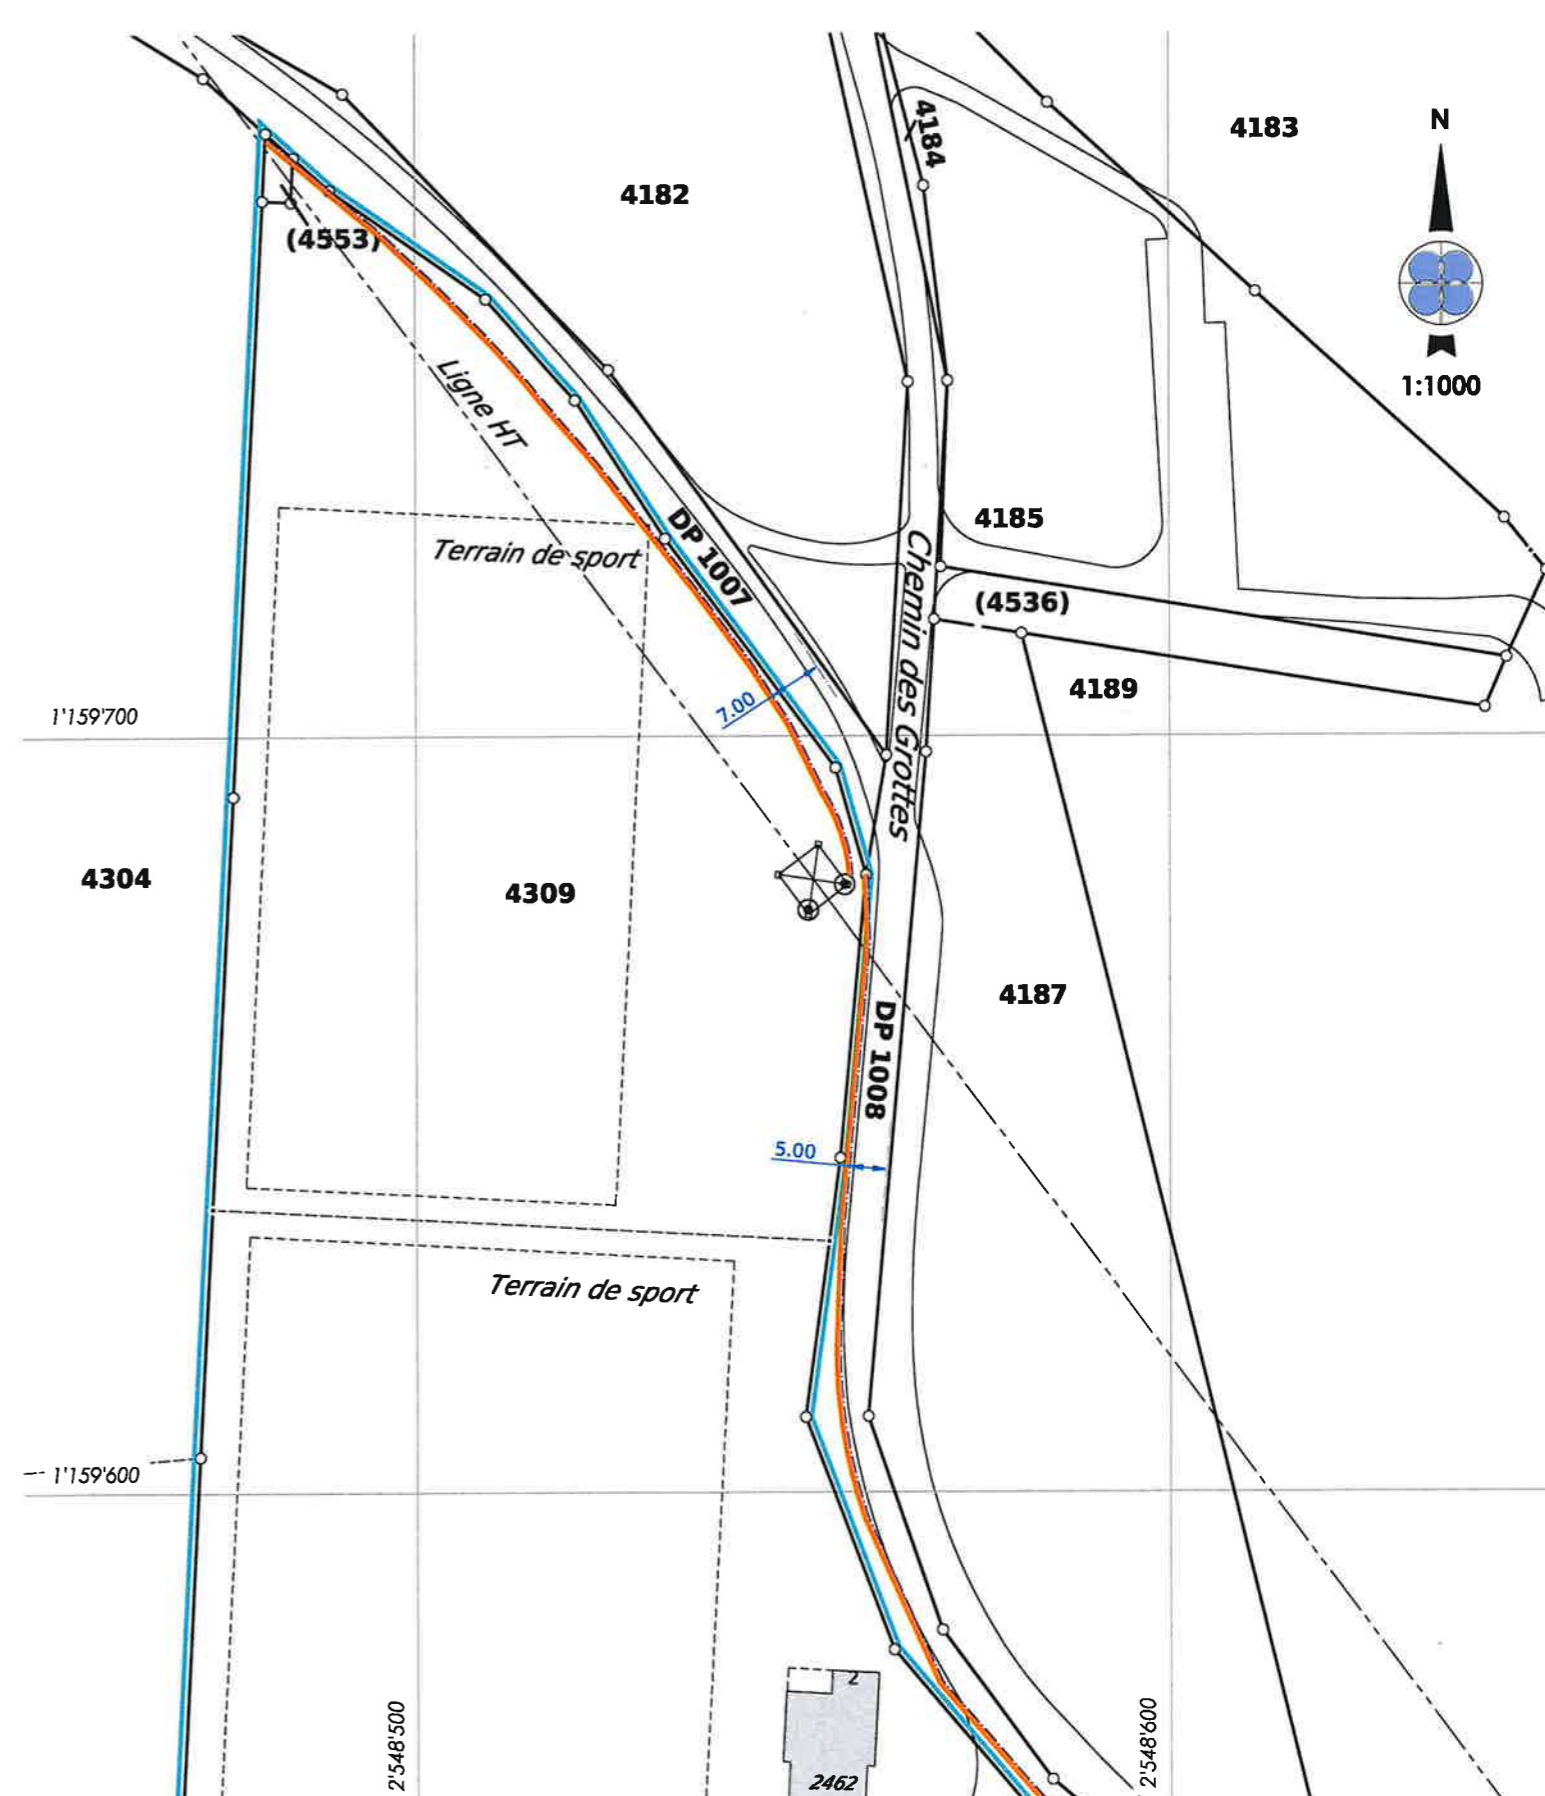 N
4183
4184
4182
(4553)
1:1000
Ligne HT
4185
DP 1007
Terrain de sport
Chemin des Grottes
(4536)
4189
7.00
1'159'700
4304
4309
4187
DP 1008
5.00
Terrain de sport
1'159'600
2
2'548'500
2'548'600
2462